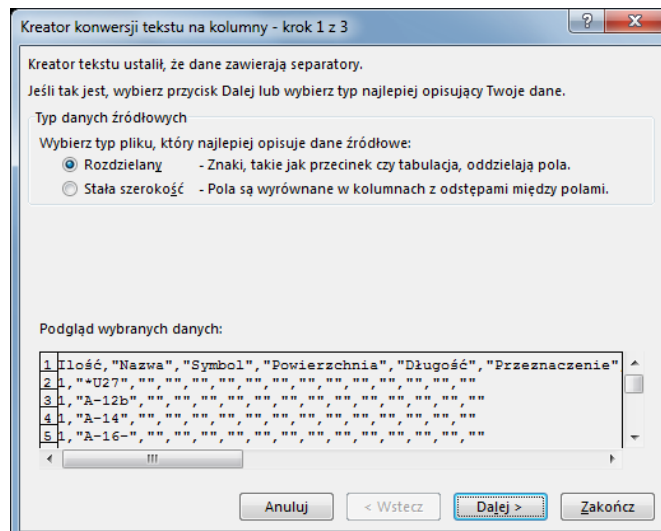 Kreator konwersji tekstu na kolumny - krok 1 z 3
Kreator tekstu ustalił, że dane zawierają separatory.
Jeśli tak jest, wybierz przycisk Dalej lub wybierz typ najlepiej opisujący Twoje dane.
Typ danych źródłowych
Wybierz typ pliku, który najlepiej opisuje dane źródłowe:
Rozdzielany - Znaki, takie jak przecinek czy tabulacja, oddzielają pola.
Stała szerokość - Pola są wyrównane w kolumnach z odstępami między polami.
Podgląd wybranych danych:
1 Ilość,"Nazwa","Symbol","Powierzchnia","Długość","Przeznaczenie"
2 1,"*U27","","","","","","","","","","",""
3 1,"A-12b","","","","","","","","","","",""
4 1,"A-14","","","","","","","","","","",""
5 1,"A-16-","","","","","","","","","","",""
Anuluj < Wstecz Dalej > Zakończ